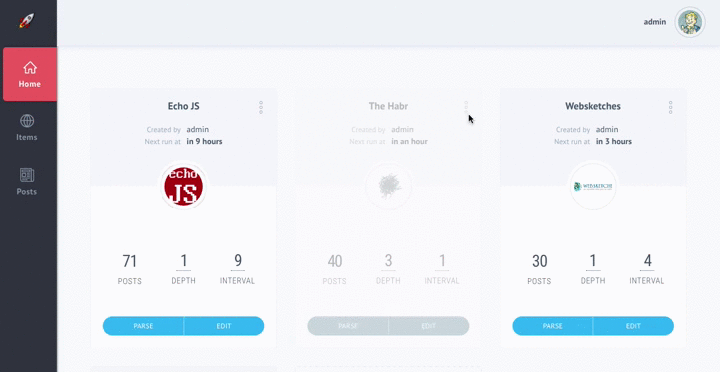 admin
Home
Items
Posts
Echo JS
Created by admin
Next run at in 9 hours
echo
JS
71 1 9
POSTS DEPTH INTERVAL
PARSE EDIT
The Habr
Created by admin
Next run at in an hour
40 3 1
POSTS DEPTH INTERVAL
PARSE EDIT
Websketches
Created by admin
Next run at in 3 hours
WEBSKETCHES
30 1 4
POSTS DEPTH INTERVAL
PARSE EDIT